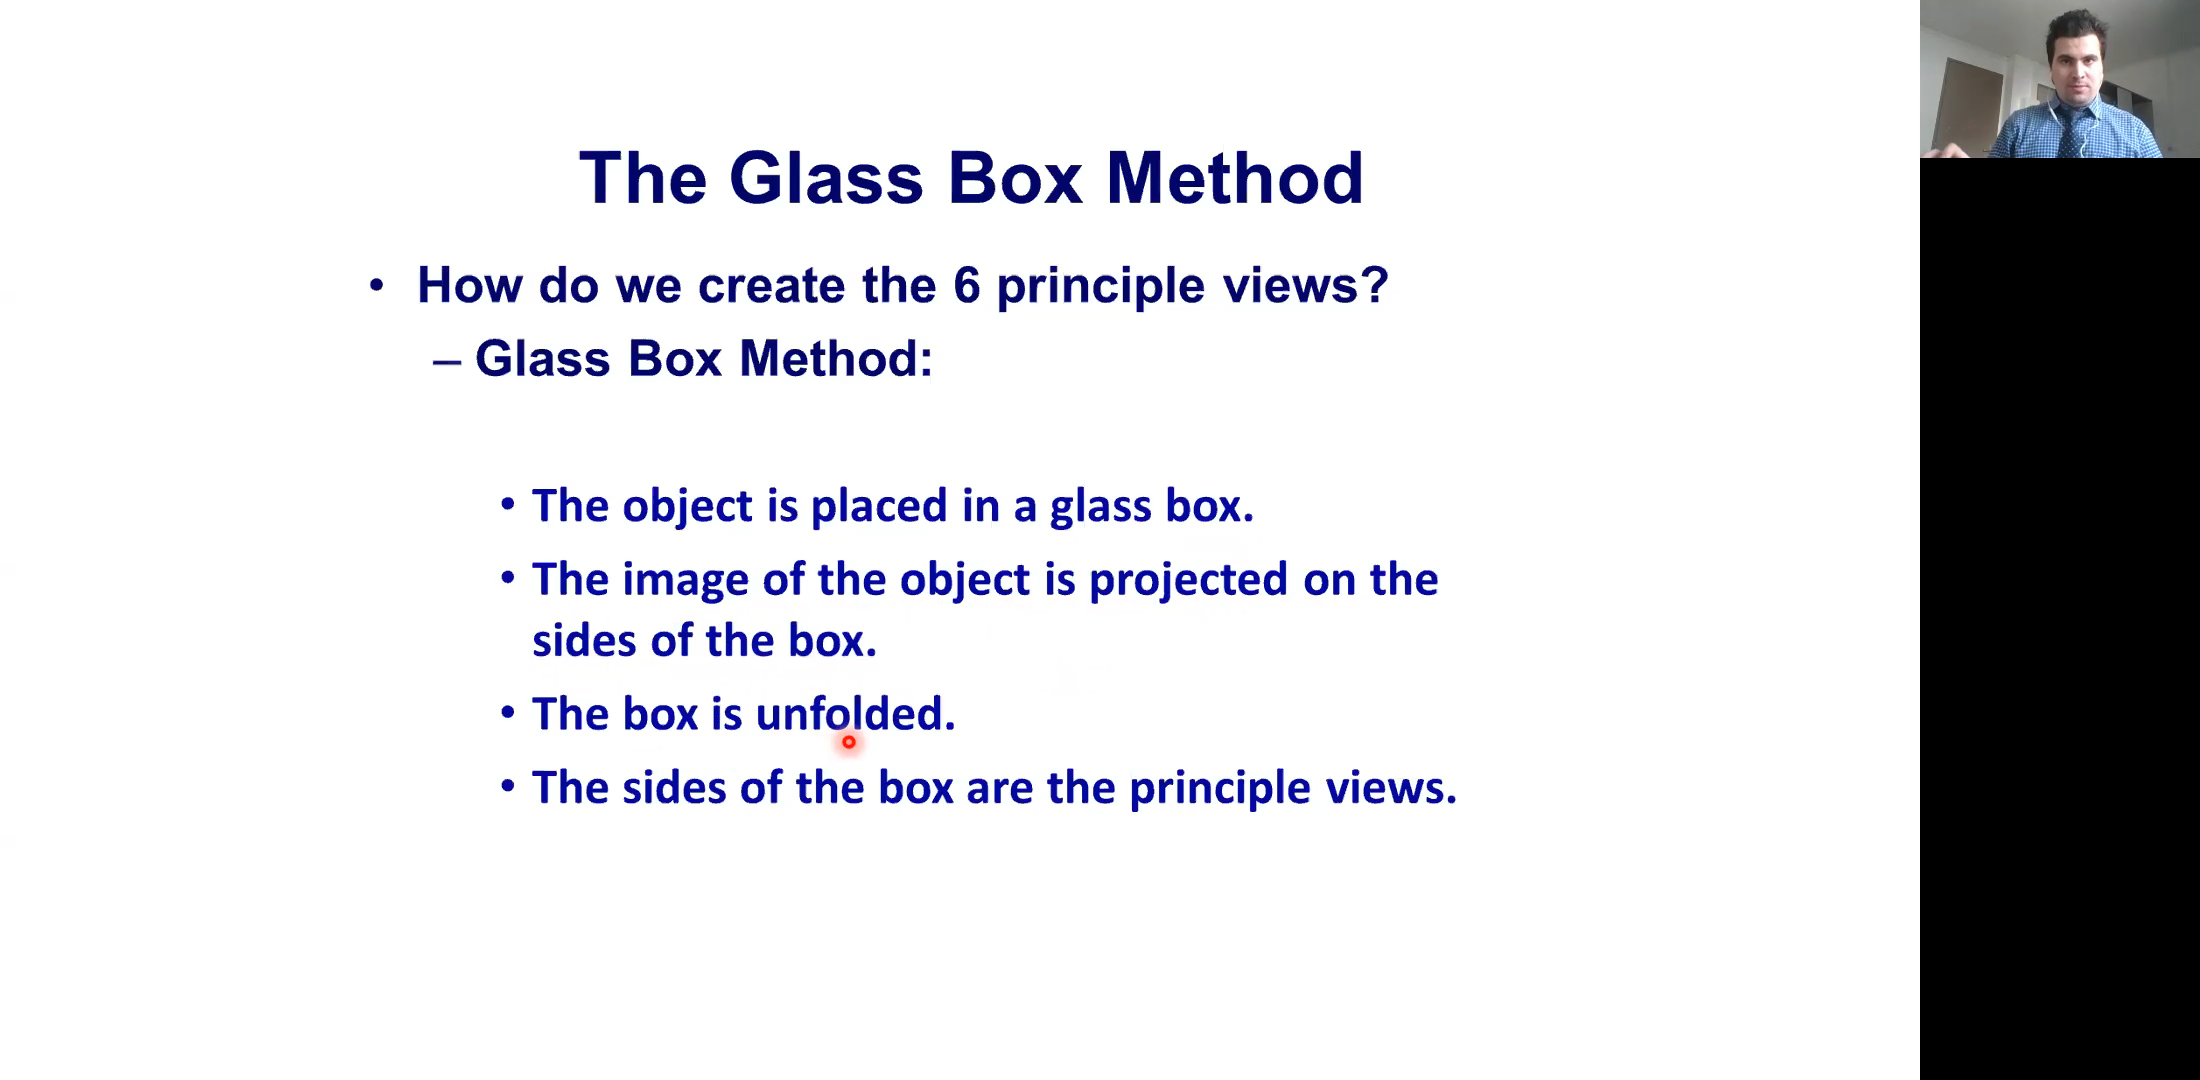 The Glass Box Method
• How do we create the 6 principle views?
– Glass Box Method:
• The object is placed in a glass box.
• The image of the object is projected on the
sides of the box.
• The box is unfolded.
• The sides of the box are the principle views.